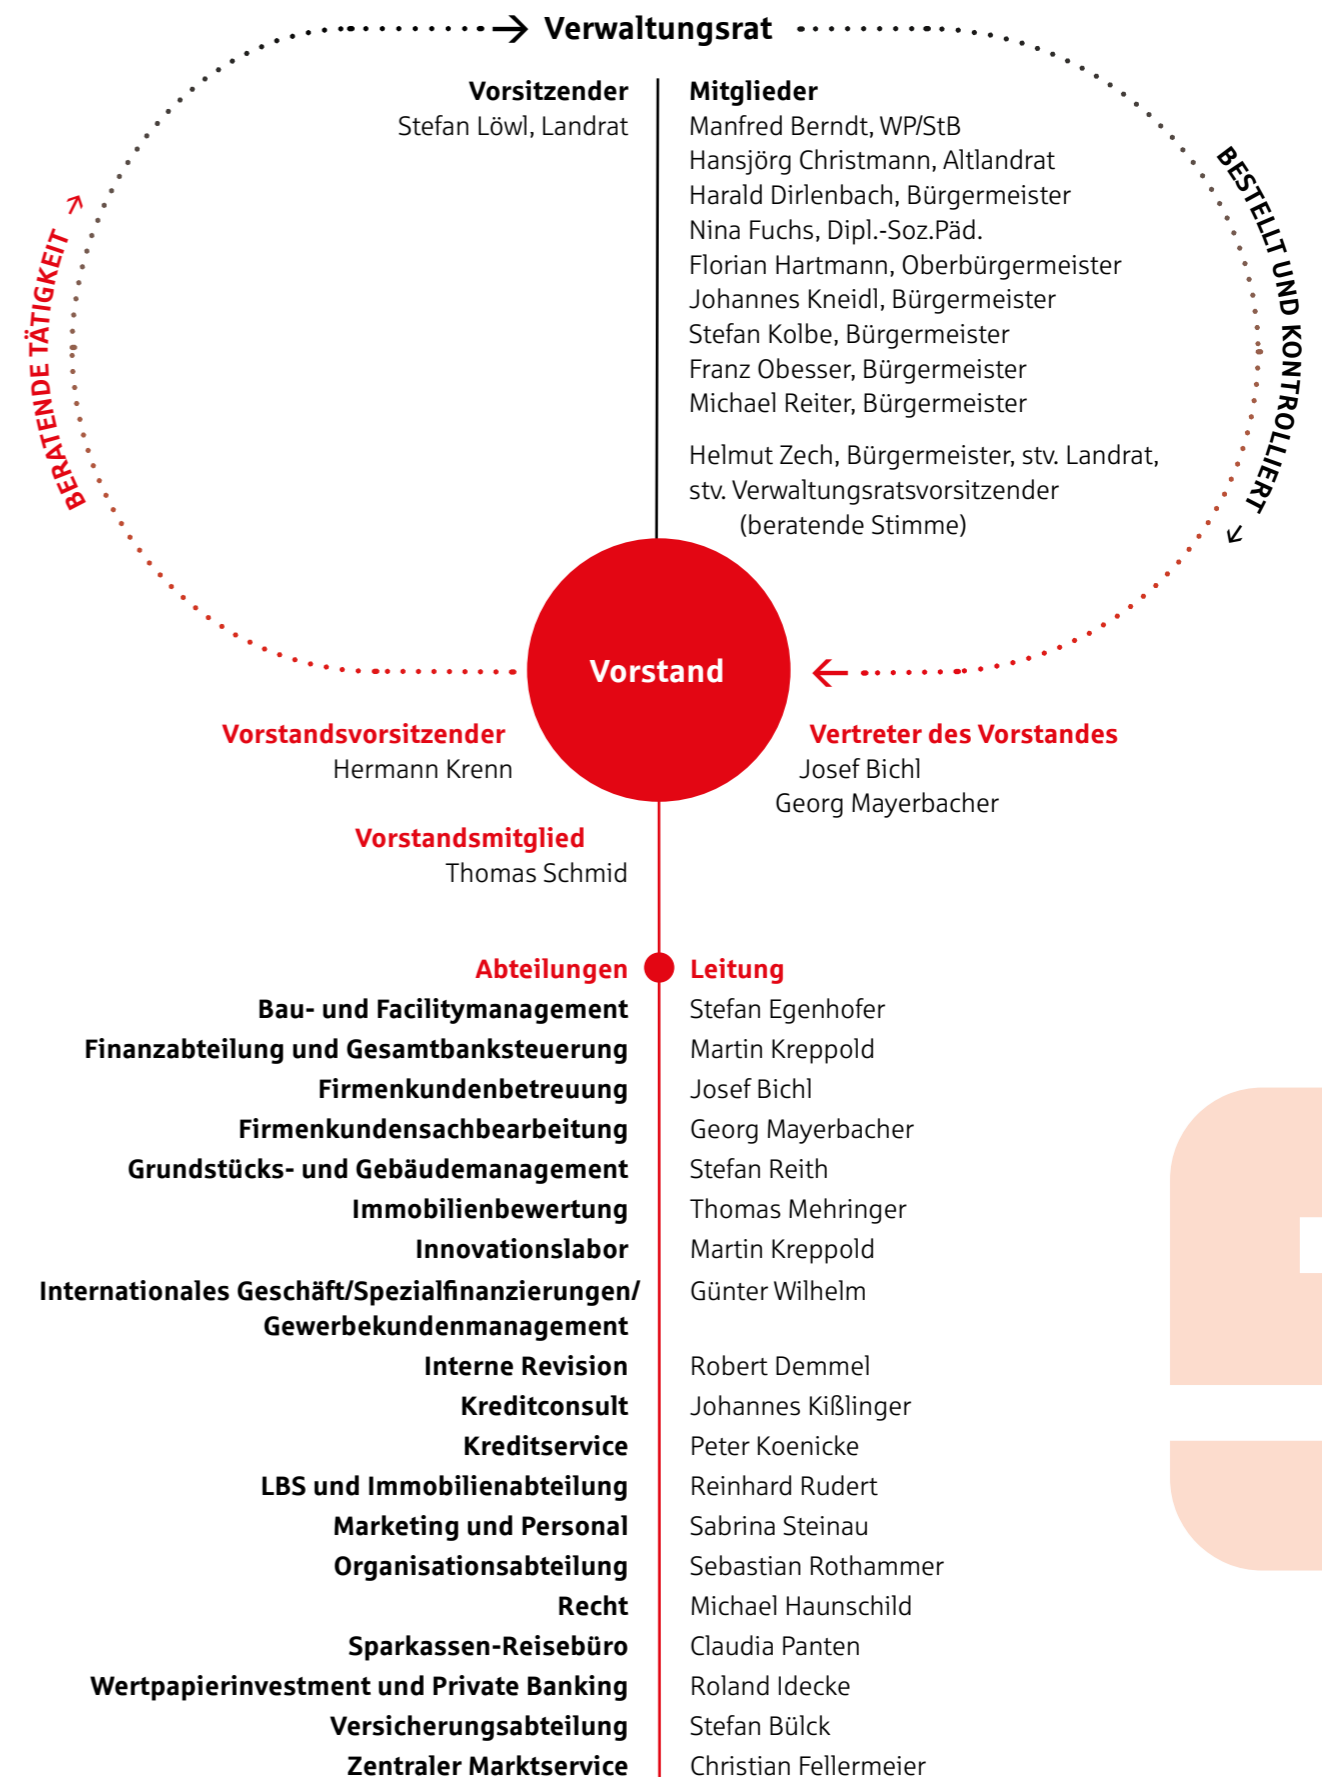 Verwaltungsrat
Vorsitzender
Stefan Löwl, Landrat
Mitglieder
Manfred Berndt, WP/StB
Hansjörg Christmann, Altlandrat
Harald Dirlenbach, Bürgermeister
Nina Fuchs, Dipl.-Soz.Päd.
Florian Hartmann, Oberbürgermeister
Johannes Kneidl, Bürgermeister
Stefan Kolbe, Bürgermeister
Franz Obesser, Bürgermeister
Michael Reiter, Bürgermeister
Helmut Zech, Bürgermeister, stv. Landrat,
stv. Verwaltungsratsvorsitzender
(beratende Stimme)
BERATENDE TÄTIGKEIT
BESTELLT UND KONTROLLIERT
Vorstand
Vorstandsvorsitzender
Hermann Krenn
Vertreter des Vorstandes
Josef Bichl
Georg Mayerbacher
Vorstandsmitglied
Thomas Schmid
Abteilungen Leitung
Bau- und Facilitymanagement Stefan Egenhofer
Finanzabteilung und Gesamtbanksteuerung Martin Kreppold
Firmenkundenbetreuung Josef Bichl
Firmenkundensachbearbeitung Georg Mayerbacher
Grundstücks- und Gebäudemanagement Stefan Reith
Immobilienbewertung Thomas Mehringer
Innovationslabor Martin Kreppold
Internationales Geschäft/Spezialfinanzierungen/ Günter Wilhelm
Gewerbekundenmanagement
Interne Revision Robert Demmel
Kreditconsult Johannes Kißlinger
Kreditservice Peter Koenicke
LBS und Immobilienabteilung Reinhard Rudert
Marketing und Personal Sabrina Steinau
Organisationsabteilung Sebastian Rothammer
Recht Michael Haunschild
Sparkassen-Reisebüro Claudia Panten
Wertpapierinvestment und Private Banking Roland Idecke
Versicherungsabteilung Stefan Bülck
Zentraler Marktservice Christian Fellermeier